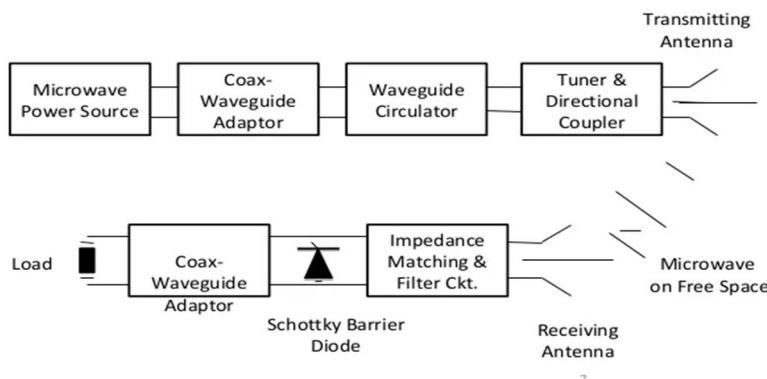 Transmitting
Antenna
Microwave
Power Source
Coax-
Waveguide
Adaptor
Waveguide
Circulator
Tuner &
Directional
Coupler
Load
Coax-
Waveguide
Adaptor
Schottky Barrier
Diode
Impedance
Matching &
Filter Ckt.
Receiving
Antenna
Microwave
on Free Space